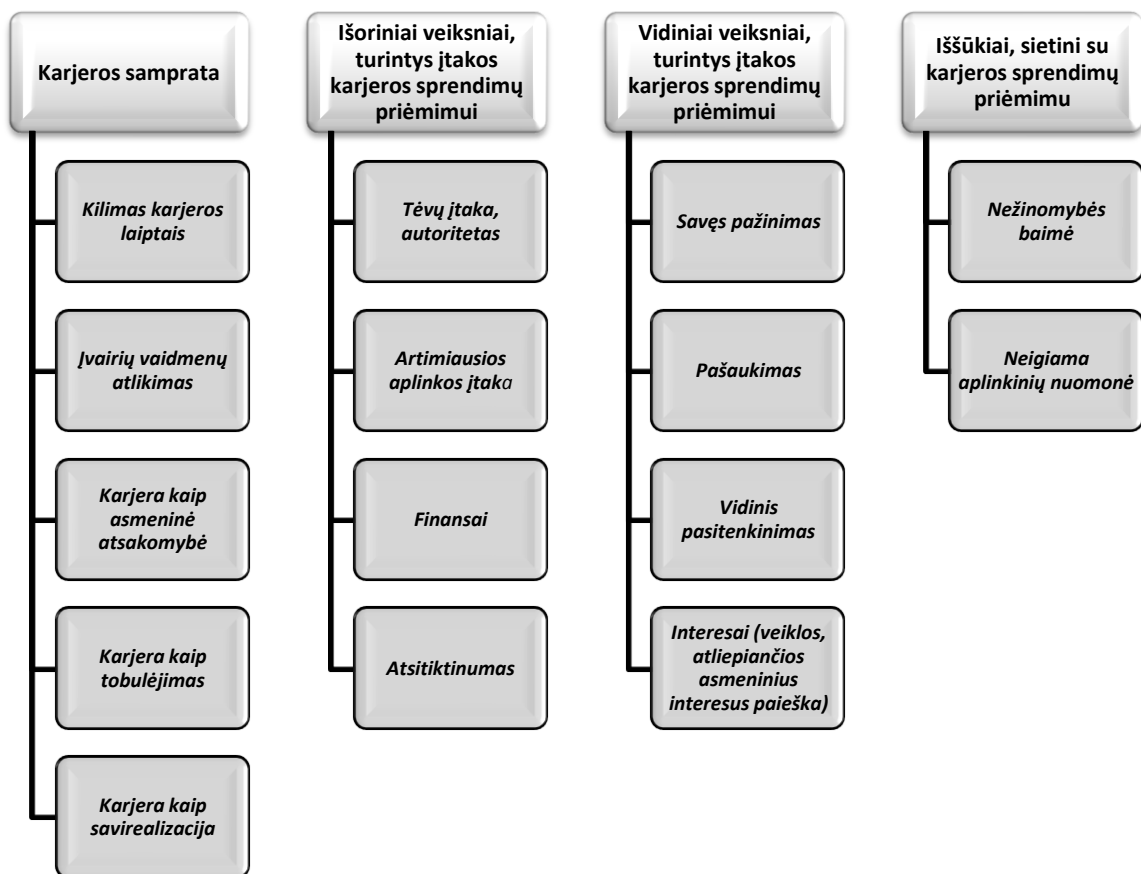 Karjeros samprata
Kilimas karjeros
laiptais
Įvairių vaidmenų
atlikimas
Karjera kaip
asmeninė
atsakomybė
Karjera kaip
tobulėjimas
Karjera kaip
savirealizacija
Išoriniai veiksniai,
turintys įtakos
karjeros sprendimų
priėmimui
Tėvų įtaka,
autoritetas
Artimiausios
aplinkos įtaka
Finansai
Atsitiktinumas
Vidiniai veiksniai,
turintys įtakos
karjeros sprendimų
priėmimui
Savęs pažinimas
Pašaukimas
Vidinis
pasitenkinimas
Interesai (veiklos,
atliepiančios
asmeninius
interesus paieška)
Iššūkiai, sietini su
karjeros sprendimų
priėmimu
Nežinomybės
baimė
Neigiama
aplinkinių nuomonė